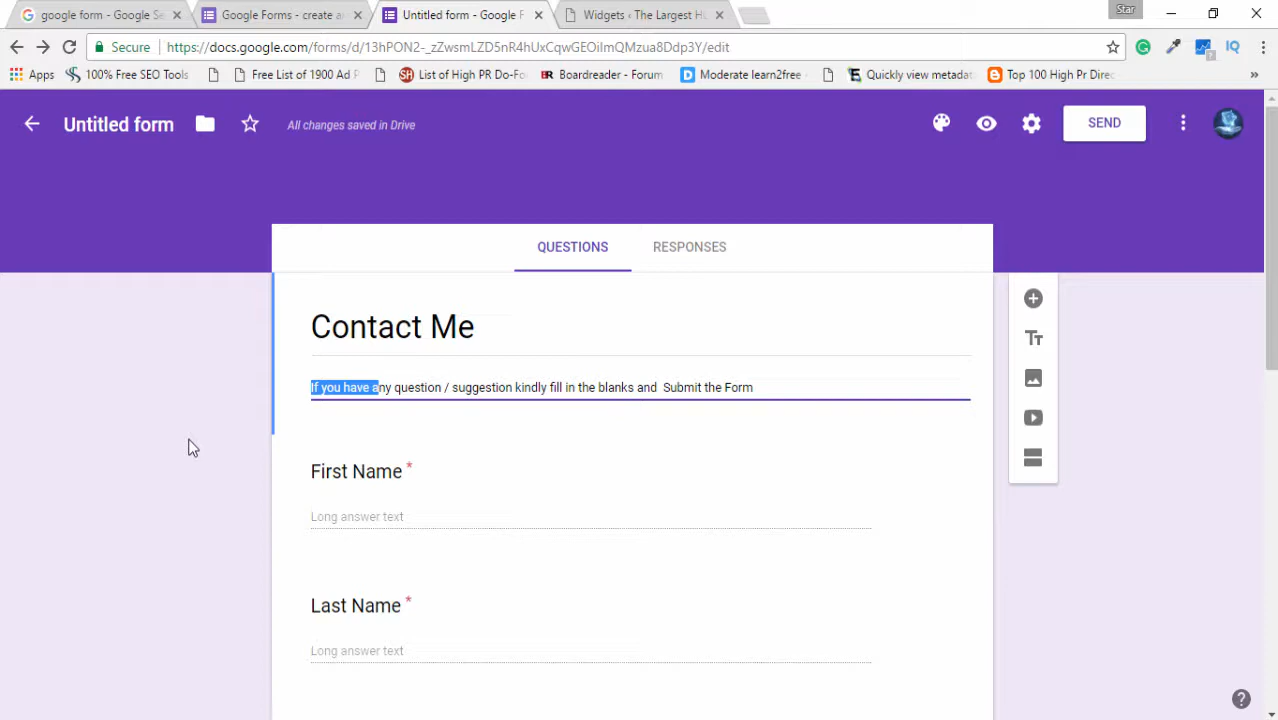 google form - Google Se
Google Forms - create an
Untitled form - Google F
Widgets ‹ The Largest Hu
Star
Secure
https://docs.google.com/forms/d/13hPON2-_zZwsmLZD5nR4hUxCqwGEOiImQMzua8Ddp3Y/edit
Apps
100% Free SEO Tools
Free List of 1900 Ad P
List of High PR Do-Fo
Boardreader - Forum
Moderate learn2free
Quickly view metadat
Top 100 High Pr Direc
»
Untitled form
All changes saved in Drive
SEND
QUESTIONS
RESPONSES
Contact Me
If you have any question / suggestion kindly fill in the blanks and  Submit the Form
First Name *
Long answer text
Last Name *
Long answer text